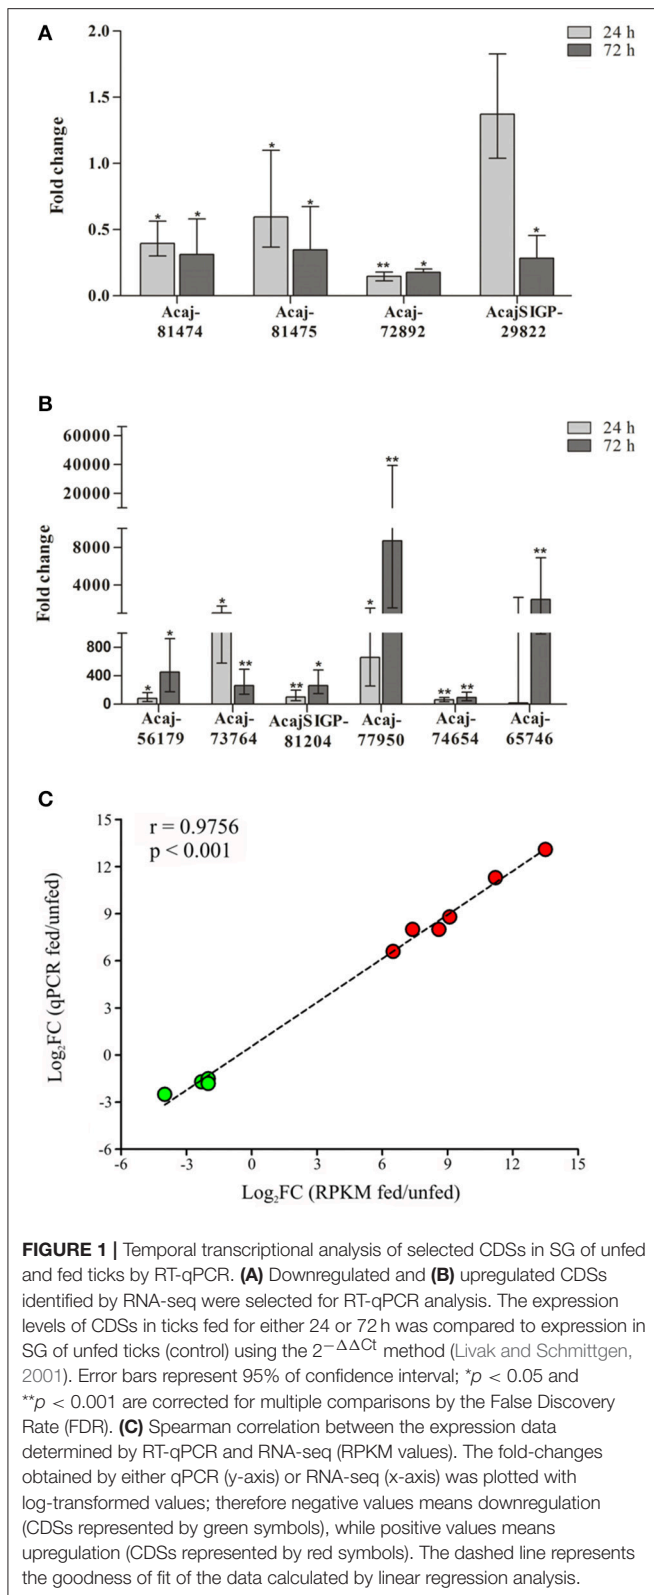 A
2.0
1.5
1.0
0.5
0.0
Fold change
24 h
72 h
* * * * ** * *
Acaj-
81474
Acaj-
81475
Acaj-
72892
AcajSIGP-
29822
B
60000
40000
20000
8000
4000
800
400
0
Fold change
24 h
72 h
* * * ** ** * * ** ** ** **
Acaj-
56179
Acaj-
73764
AcajSIGP-
81204
Acaj-
77950
Acaj-
74654
Acaj-
65746
C
r = 0.9756
p < 0.001
15
12
9
6
3
0
-3
-6
Log₂FC (qPCR fed/unfed)
-6 -3 0 3 6 9 12 15
Log₂FC (RPKM fed/unfed)
FIGURE 1 | Temporal transcriptional analysis of selected CDSs in SG of unfed
and fed ticks by RT-qPCR. (A) Downregulated and (B) upregulated CDSs
identified by RNA-seq were selected for RT-qPCR analysis. The expression
levels of CDSs in ticks fed for either 24 or 72 h was compared to expression in
SG of unfed ticks (control) using the 2−ΔΔCt method (Livak and Schmittgen,
2001). Error bars represent 95% of confidence interval; *p < 0.05 and
**p < 0.001 are corrected for multiple comparisons by the False Discovery
Rate (FDR). (C) Spearman correlation between the expression data
determined by RT-qPCR and RNA-seq (RPKM values). The fold-changes
obtained by either qPCR (y-axis) or RNA-seq (x-axis) was plotted with
log-transformed values; therefore negative values means downregulation
(CDSs represented by green symbols), while positive values means
upregulation (CDSs represented by red symbols). The dashed line represents
the goodness of fit of the data calculated by linear regression analysis.